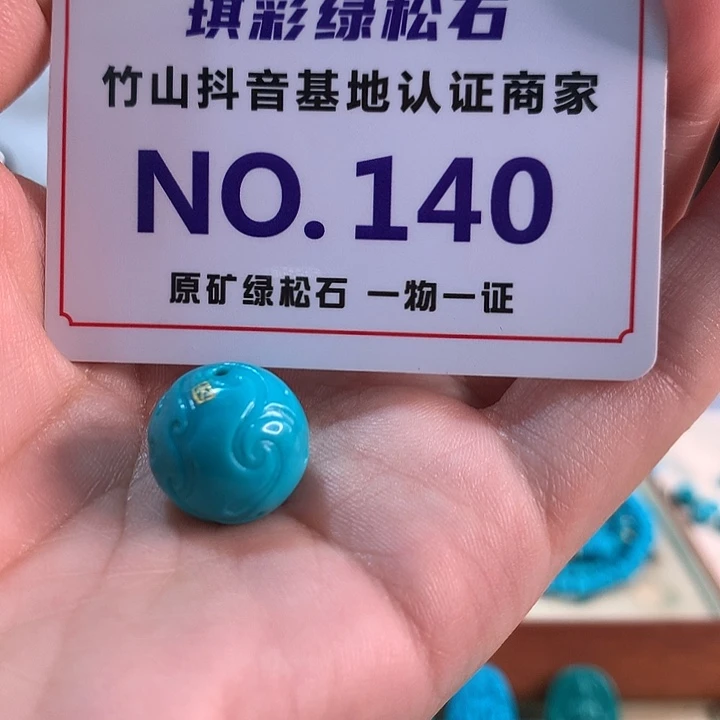 琪彩绿松石
竹山抖音基地认证商家
NO.140
原矿绿松石 一物一证